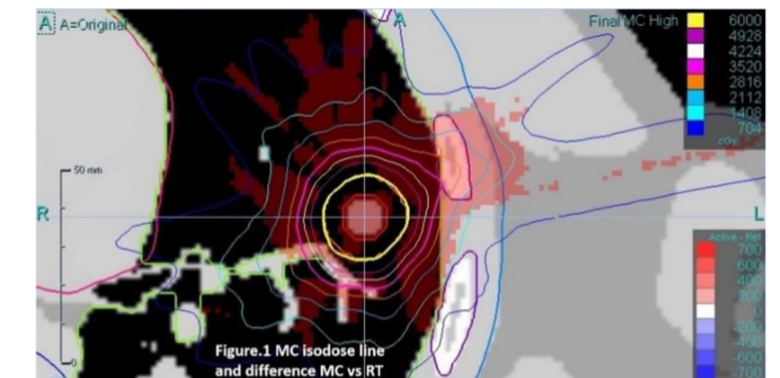 A A=Original
A
Final MC High
6000
4928
4224
3520
2816
2112
1408
704
cGy
50 mm
R
L
Active - Ref
700
600
400
200
0
-200
-400
-600
-700
0
Figure.1 MC isodose line
and difference MC vs RT